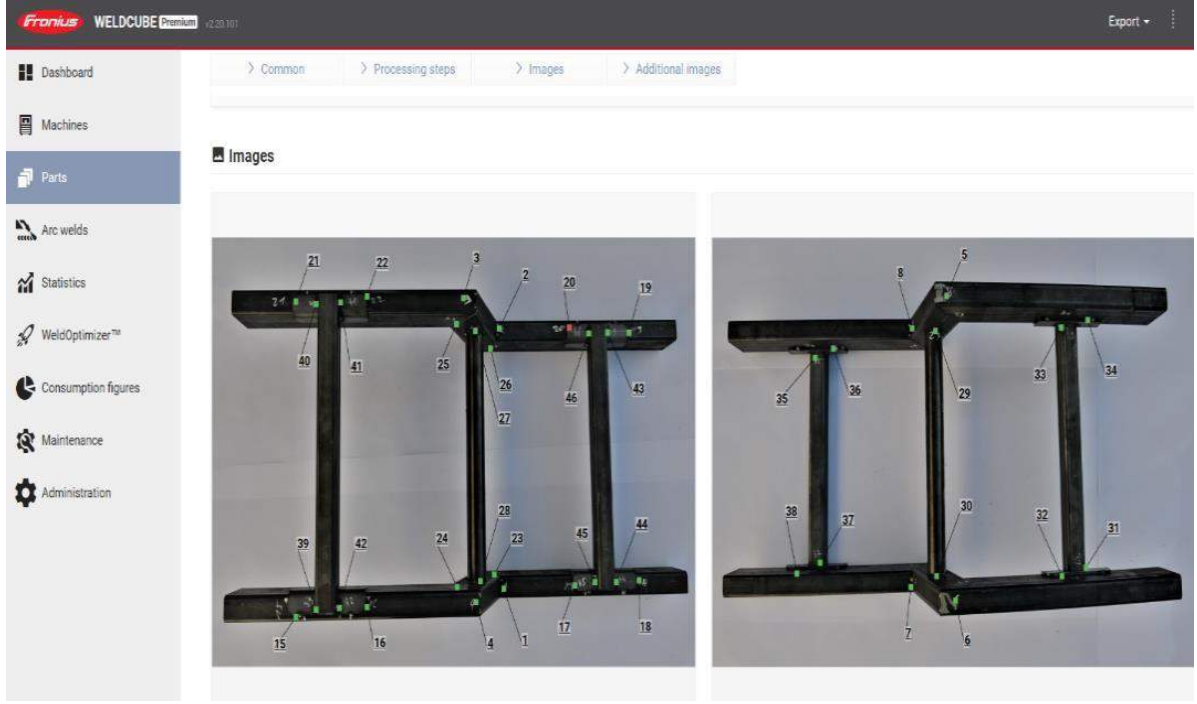 Fronius WELDCUBE Premium v2.20.101 Export
Dashboard
Machines
Parts
Arc welds
Statistics
WeldOptimizer™
Consumption figures
Maintenance
Administration
> Common > Processing steps > Images > Additional images
Images
21 22 3 2 20 19
40 41 25 26 27 46 43
39 42 24 28 23 45 44
15 16 4 1 17 18
8 5
35 36 29 33 34
38 37 30 32 31
7 6